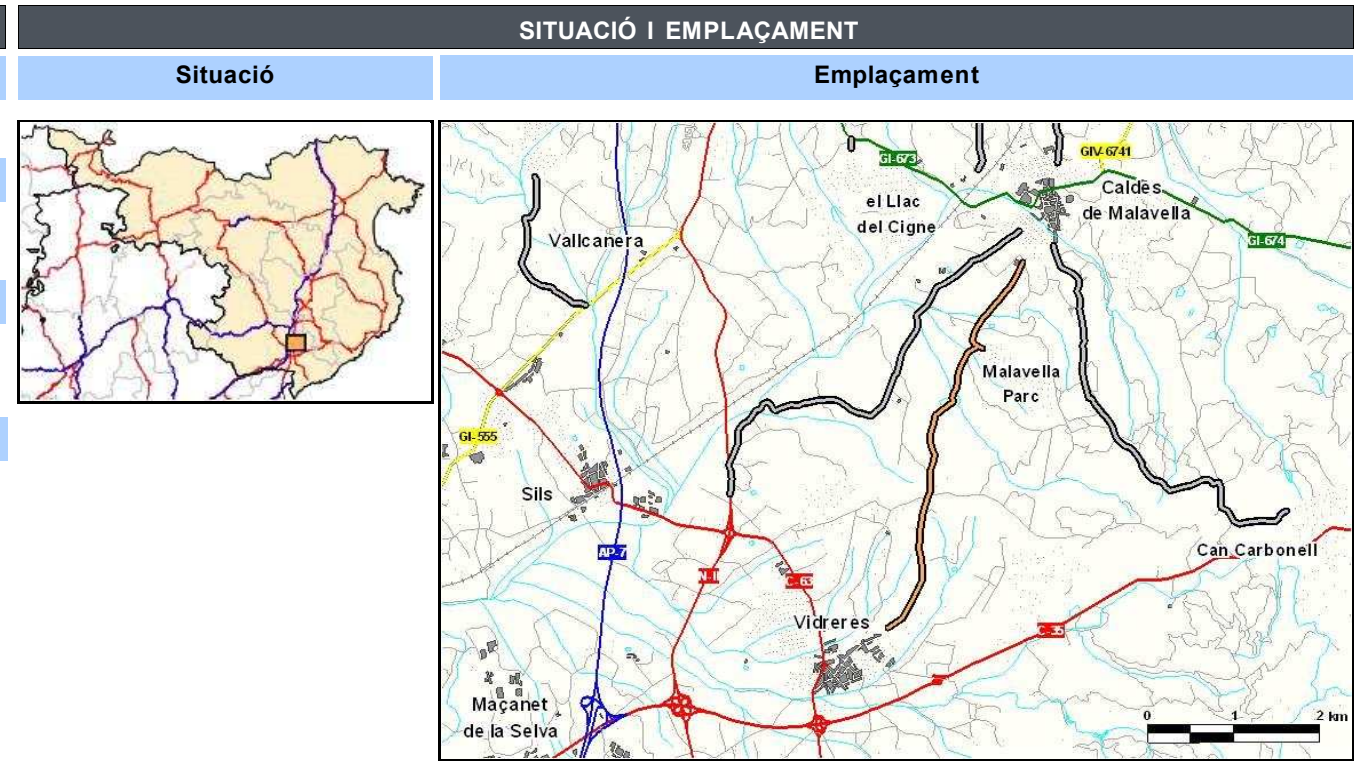 SITUACIÓ I EMPLAÇAMENT
Situació
Emplaçament
GI-673
GIV-6741
Caldes
de Malavella
el Llac
del Cigne
GI-674
Vallcanera
Malavella
Parc
GI-555
Sils
AP-7
N-II
C-63
Can Carbonell
Vidreres
C-35
Maçanet
de la Selva
0 1 2 km